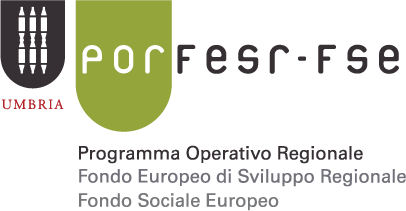 porFesr-Fse
UMBRIA
Programma Operativo Regionale
Fondo Europeo di Sviluppo Regionale
Fondo Sociale Europeo